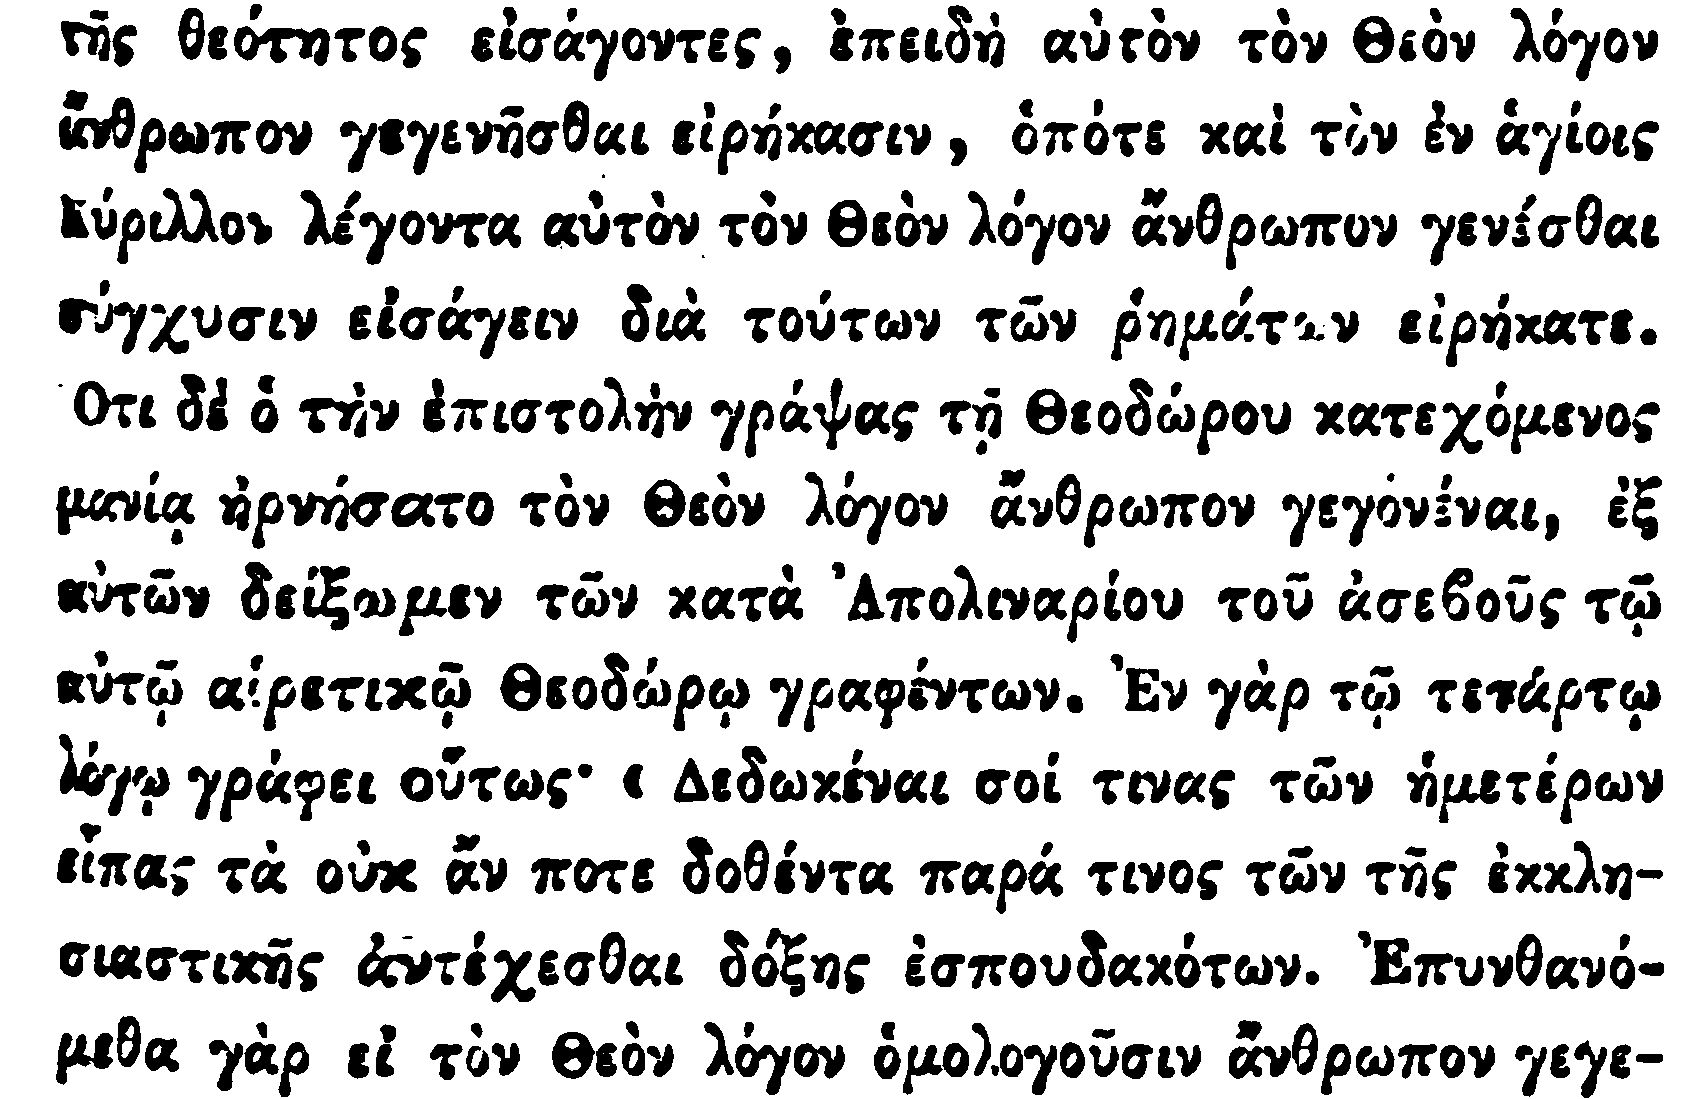 τῆς θεότητος εἰσάγοντες, ἐπειδὴ αὐτὸν τὸν Θεὸν λόγον
ἄνθρωπον γεγενῆσθαι εἰρήκασιν, ὁπότε καὶ τὸν ἐν ἁγίοις
Κύριλλον λέγοντα αὐτὸν τὸν Θεὸν λόγον ἄνθρωπον γενέσθαι
σύγχυσιν εἰσάγειν διὰ τούτων τῶν ῥημάτων εἰρήκατε.
Ὅτι δὲ ὁ τὴν ἐπιστολὴν γράψας τῇ Θεοδώρου κατεχόμενος
μανίᾳ ἠρνήσατο τὸν Θεὸν λόγον ἄνθρωπον γεγονέναι, ἐξ
αὐτῶν δείξωμεν τῶν κατὰ Ἀπολιναρίου τοῦ ἀσεβοῦς τῷ
αὐτῷ αἱρετικῷ Θεοδώρῳ γραφέντων. Ἐν γὰρ τῷ τετάρτῳ
λόγῳ γράφει οὕτως· ‹ Δεδωκέναι σοί τινας τῶν ἡμετέρων
εἶπας τὰ οὐκ ἄν ποτε δοθέντα παρά τινος τῶν τῆς ἐκκλη-
σιαστικῆς ἀντέχεσθαι δόξης ἐσπουδακότων. Ἐπυνθανό-
μεθα γὰρ εἰ τὸν Θεὸν λόγον ὁμολογοῦσιν ἄνθρωπον γεγε-